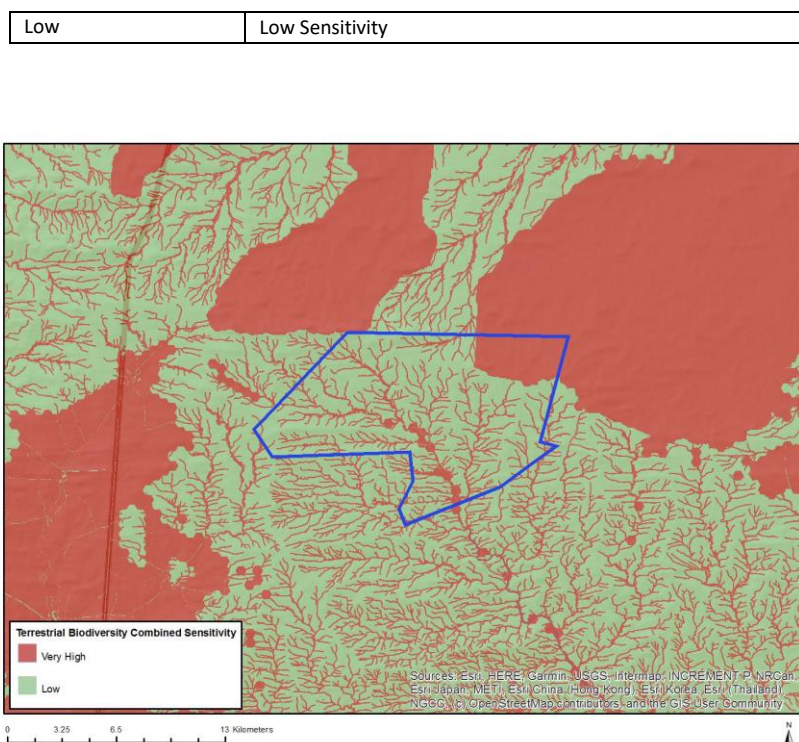 Low Low Sensitivity
Terrestrial Biodiversity Combined Sensitivity
Very High
Low
Sources: Esri, HERE, Garmin, USGS, Intermap, INCREMENT P, NRCan,
Esri Japan, METI, Esri China (Hong Kong), Esri Korea, Esri (Thailand),
NGCC, (c) OpenStreetMap contributors, and the GIS User Community
0 3.25 6.5 13 Kilometers
N